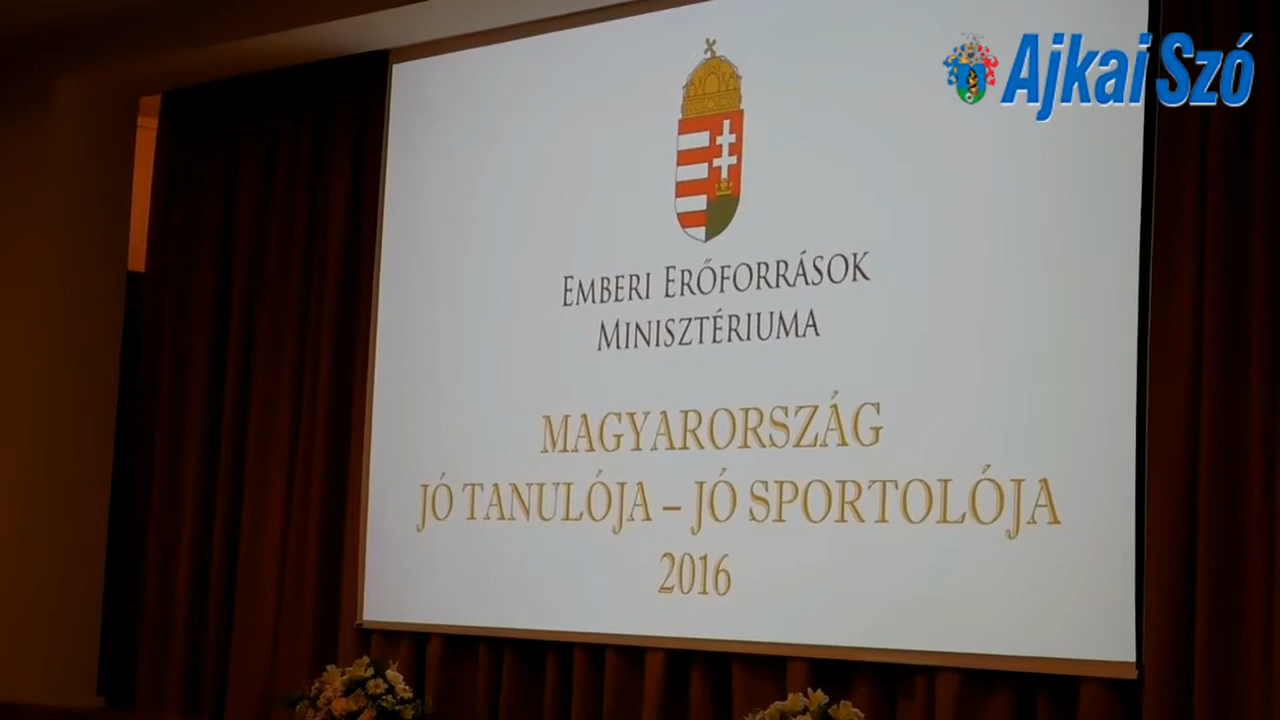 Ajkai Szó
EMBERI ERŐFORRÁSOK
MINISZTÉRIUMA
MAGYARORSZÁG
JÓ TANULÓJA – JÓ SPORTOLÓJA
2016